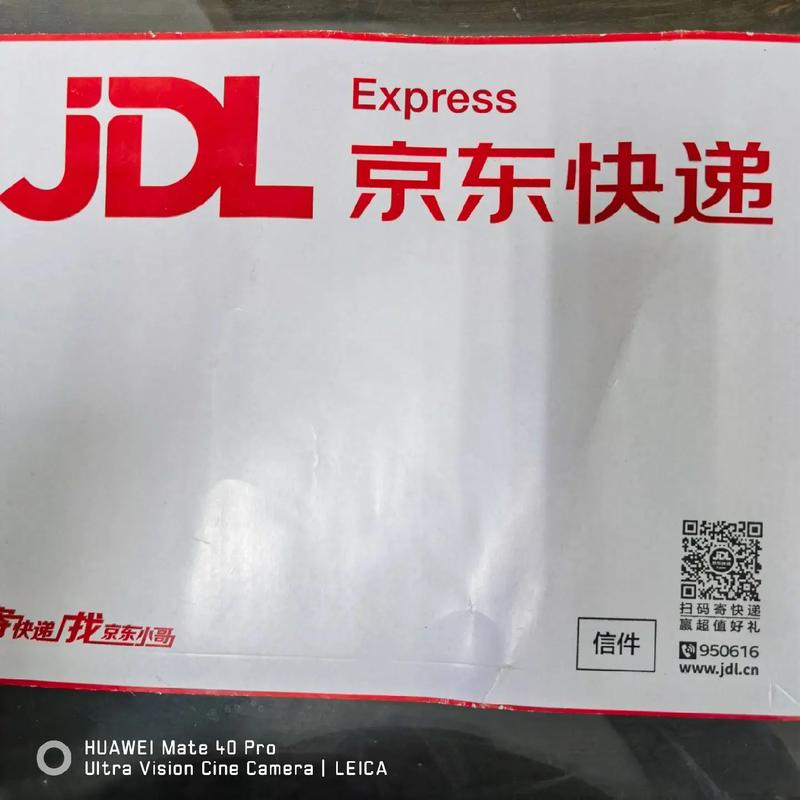 JDL
Express
京东快递
寄快递 找京东小哥
信件
JDL
扫码寄快递
赢超值好礼
950616
www.jdl.cn
HUAWEI Mate 40 Pro
Ultra Vision Cine Camera | LEICA